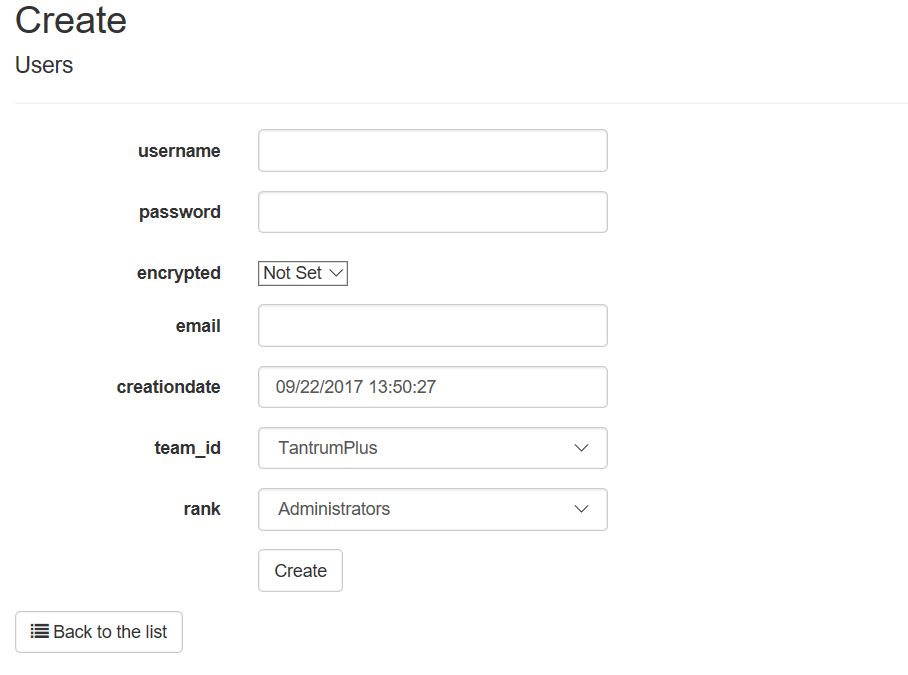 Create
Users
username
password
encrypted Not Set
email
creationdate 09/22/2017 13:50:27
team_id TantrumPlus
rank Administrators
Create
Back to the list